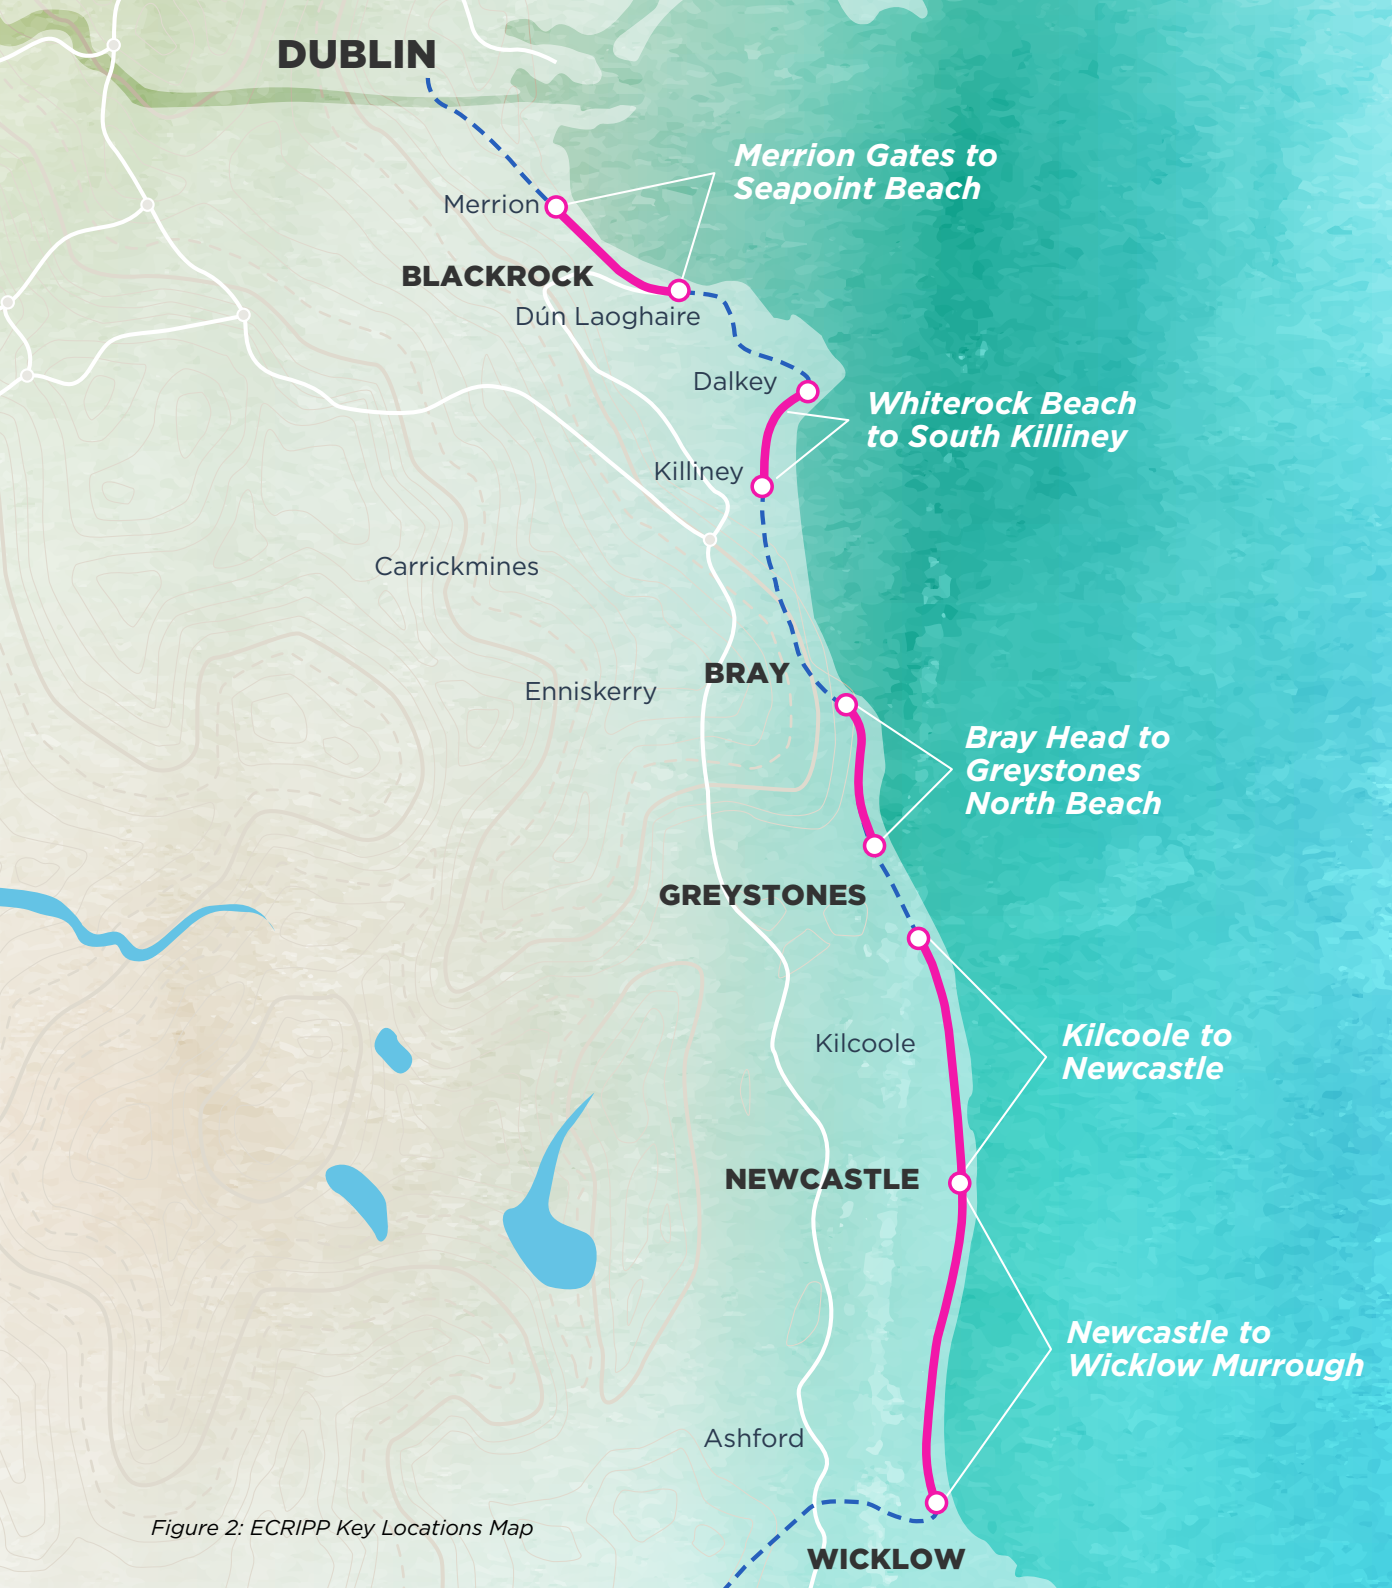 DUBLIN
Merrion Gates to
Seapoint Beach
Merrion
BLACKROCK
Dún Laoghaire
Dalkey
Whiterock Beach
to South Killiney
Killiney
Carrickmines
BRAY
Enniskerry
Bray Head to
Greystones
North Beach
GREYSTONES
Kilcoole to
Newcastle
Kilcoole
NEWCASTLE
Newcastle to
Wicklow Murrough
Ashford
Figure 2: ECRIPP Key Locations Map
WICKLOW